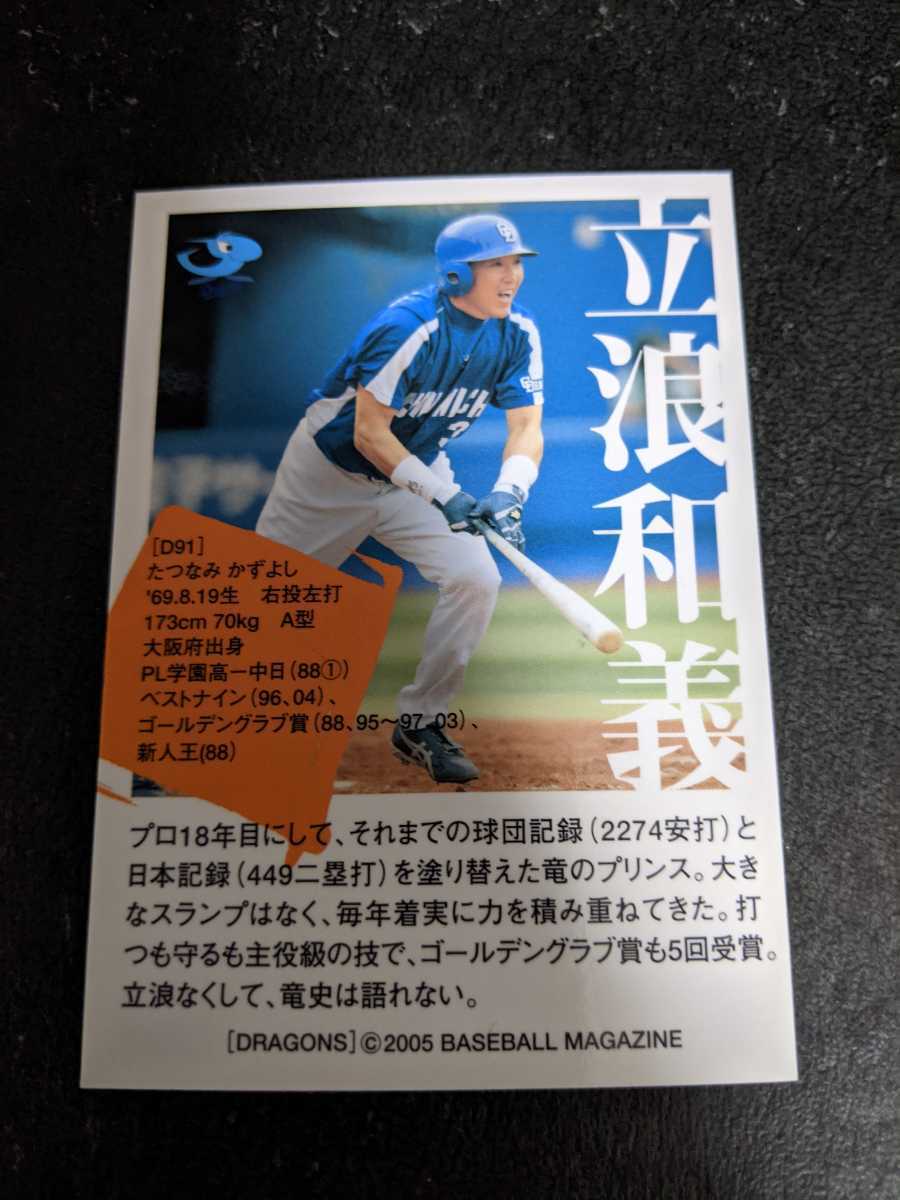 立浪和義
CD
CHUNICHI
3
[D91]
たつなみ かずよし
'69.8.19生　右投左打
173cm 70kg　A型
大阪府出身
PL学園高ー中日(88①)
ベストナイン(96、04)、
ゴールデングラブ賞(88、95〜97、03)、
新人王(88)
プロ18年目にして、それまでの球団記録(2274安打)と
日本記録(449二塁打)を塗り替えた竜のプリンス。大き
なスランプはなく、毎年着実に力を積み重ねてきた。打
つも守るも主役級の技で、ゴールデングラブ賞も5回受賞。
立浪なくして、竜史は語れない。
[DRAGONS]©2005 BASEBALL MAGAZINE